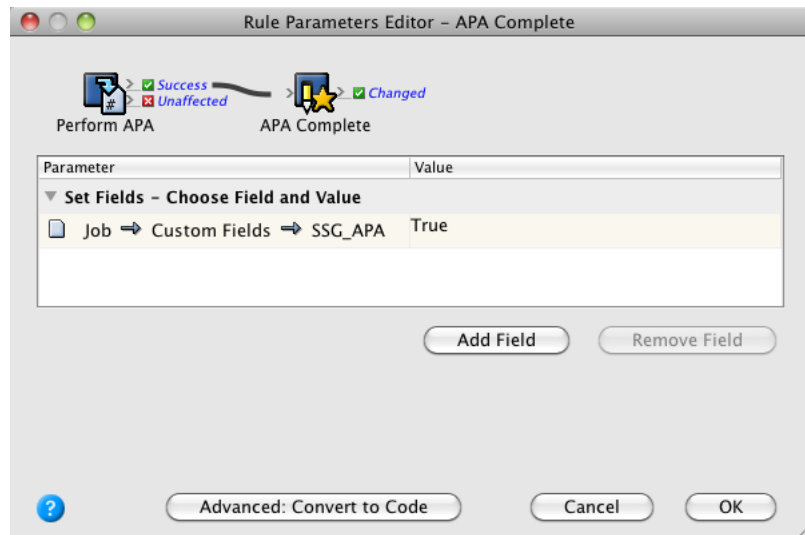 Rule Parameters Editor – APA Complete
Success
Unaffected
Changed
#
Perform APA
APA Complete
Parameter
Value
Set Fields – Choose Field and Value
Job ➡ Custom Fields ➡ SSG_APA
True
Add Field
Remove Field
?
Advanced: Convert to Code
Cancel
OK